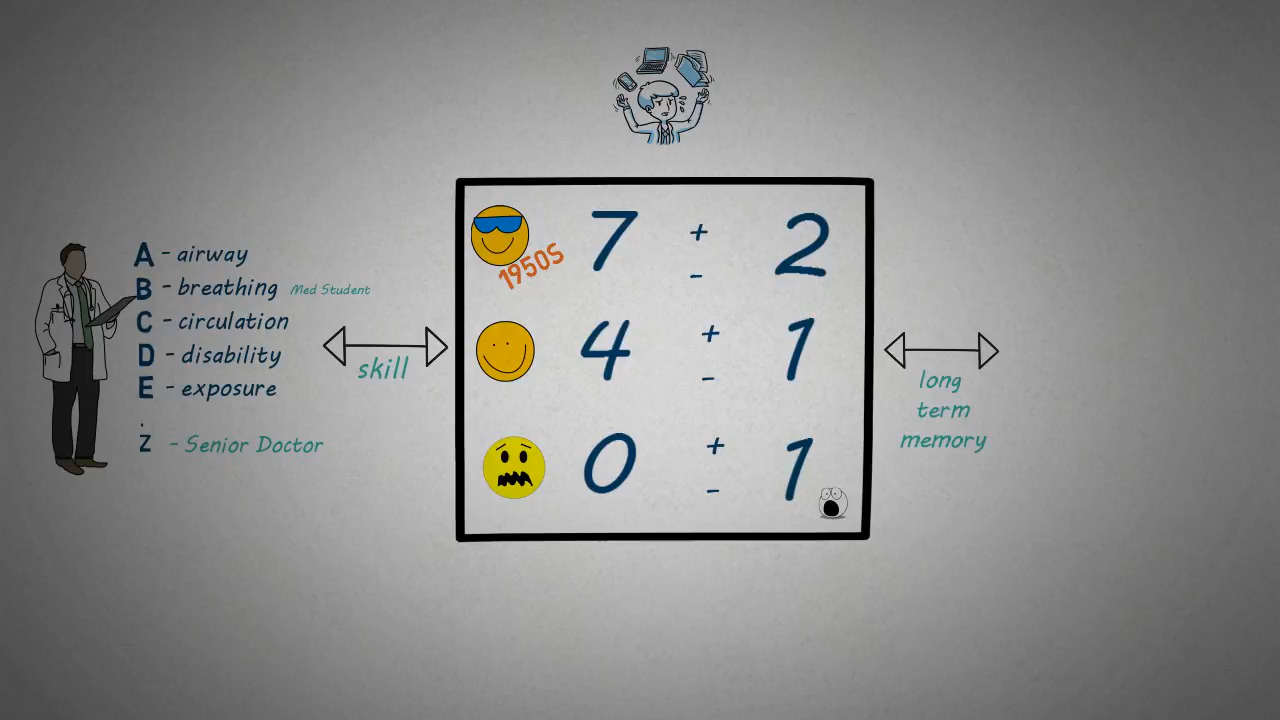 A - airway
B - breathing Med Student
C - circulation
D - disability
E - exposure
.
Z - Senior Doctor
skill
1950s
7 + - 2
4 + - 1
0 + - 1
long
term
memory